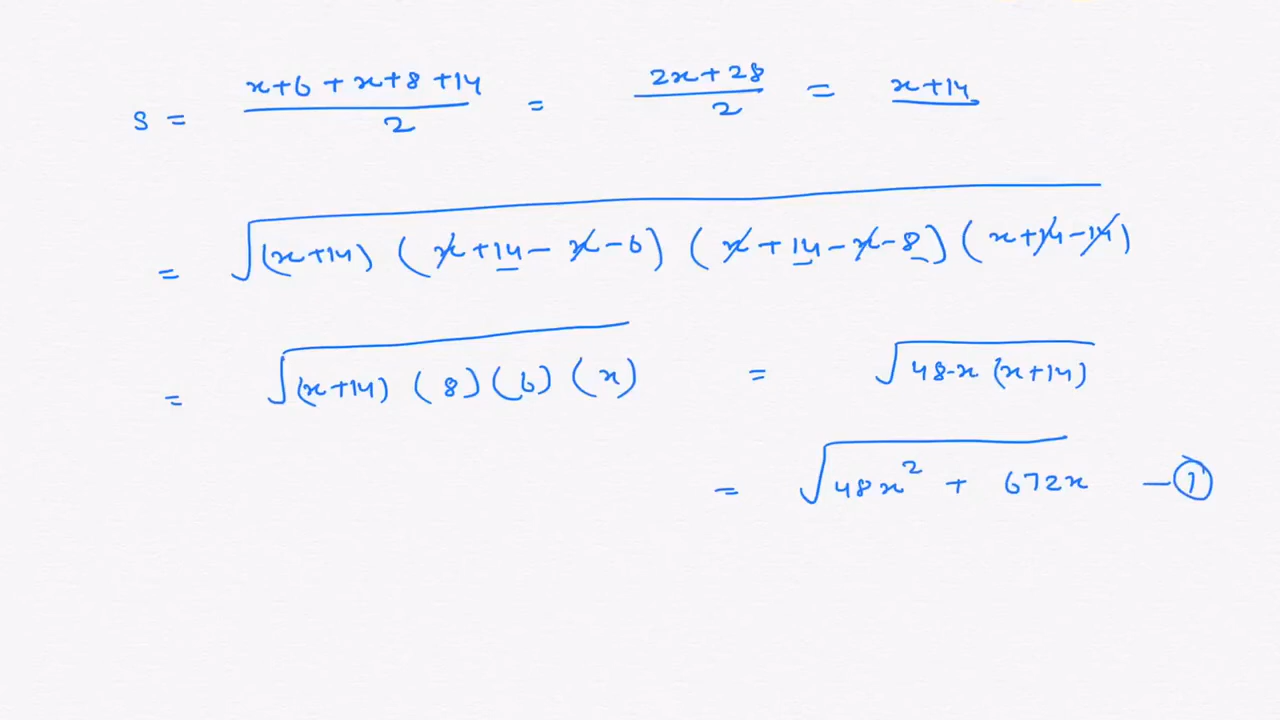 s = x+6 + x+8 +14 / 2 = 2x+28 / 2 = x+14
= √(x+14) (x+14-x-6) (x+14-x-8) (x+14-14)
= √(x+14) (8) (6) (x) = √48·x (x+14)
= √48x² + 672x — ①